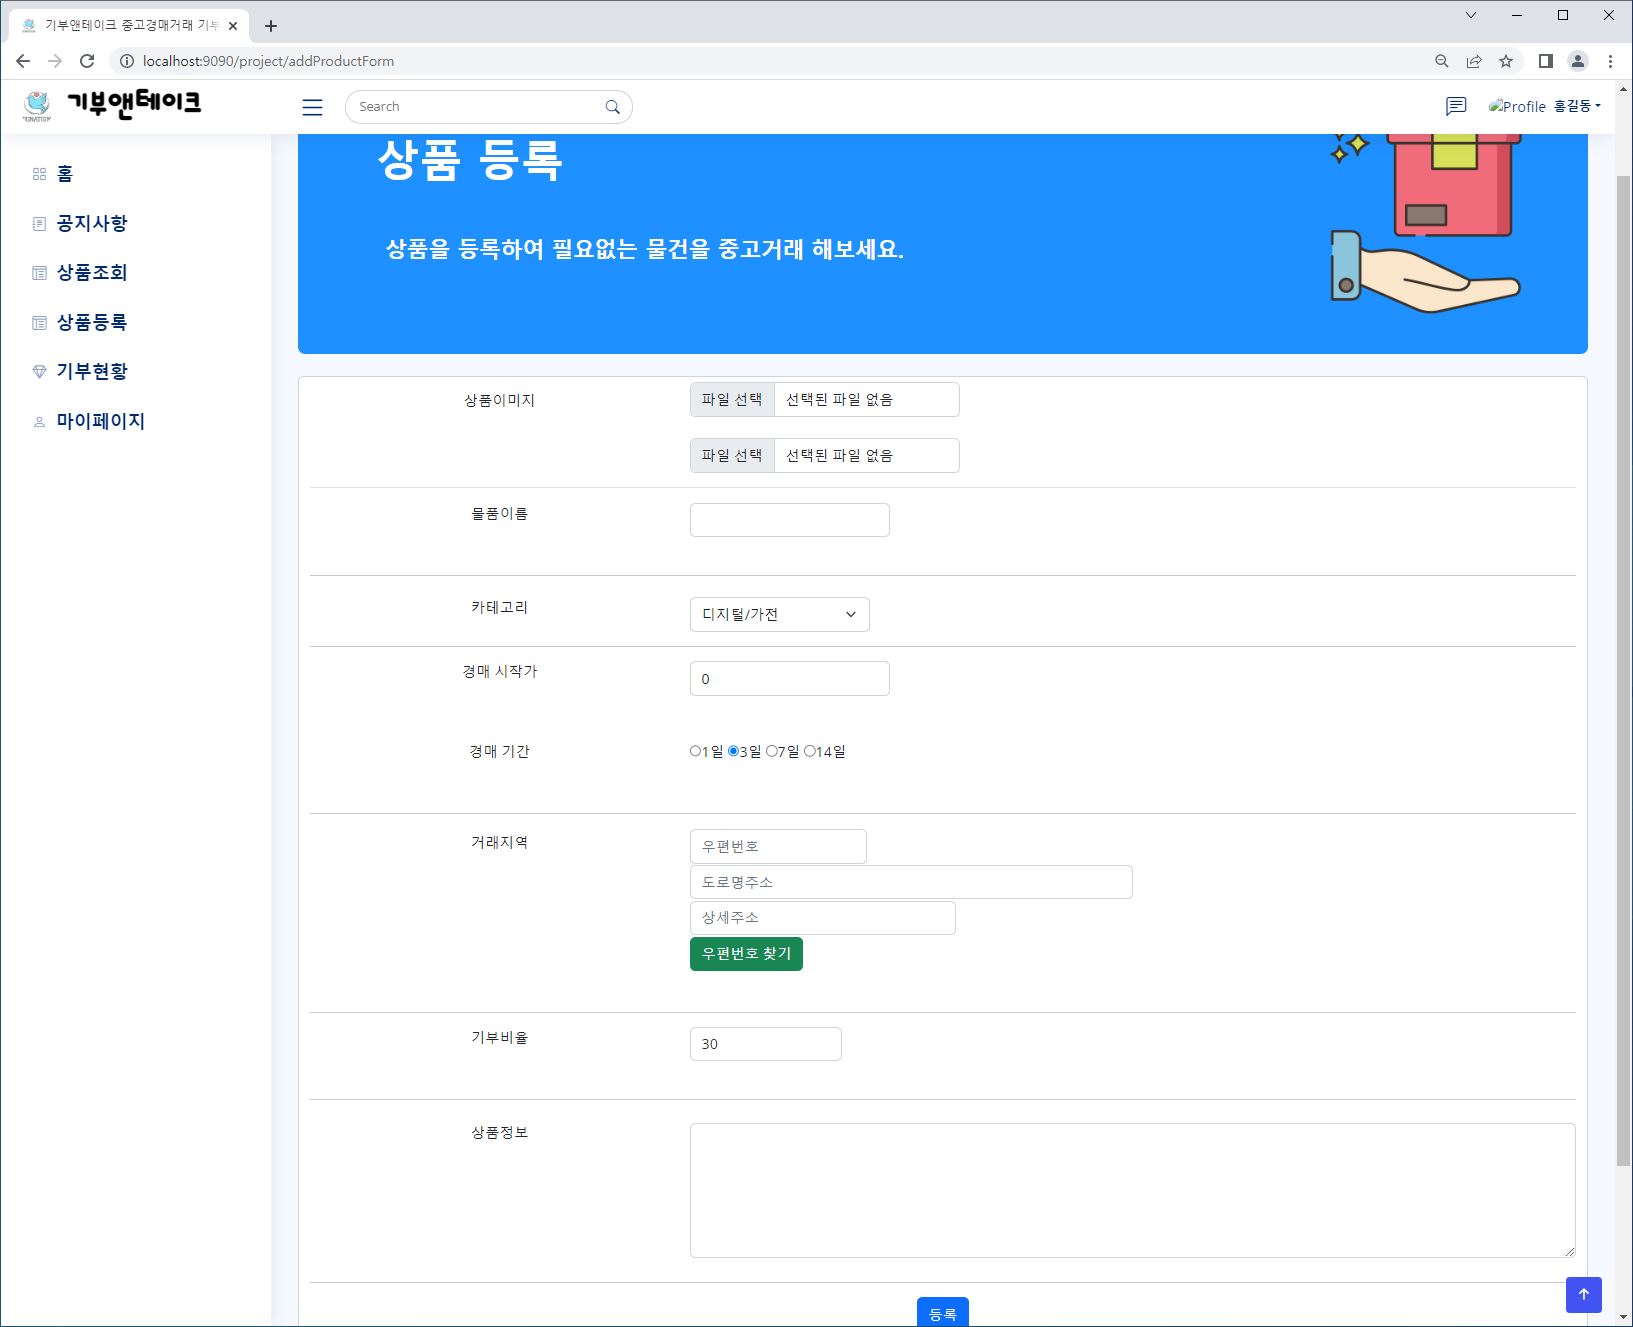 기부앤테이크 중고경매거래 기부
localhost:9090/project/addProductForm
기부앤테이크
Search
Profile 홍길동
홈
공지사항
상품조회
상품등록
기부현황
마이페이지
상품 등록
상품을 등록하여 필요없는 물건을 중고거래 해보세요.
상품이미지
파일 선택 선택된 파일 없음
파일 선택 선택된 파일 없음
물품이름
카테고리
디지털/가전
경매 시작가
0
경매 기간
1일 3일 7일 14일
거래지역
우편번호
도로명주소
상세주소
우편번호 찾기
기부비율
30
상품정보
등록